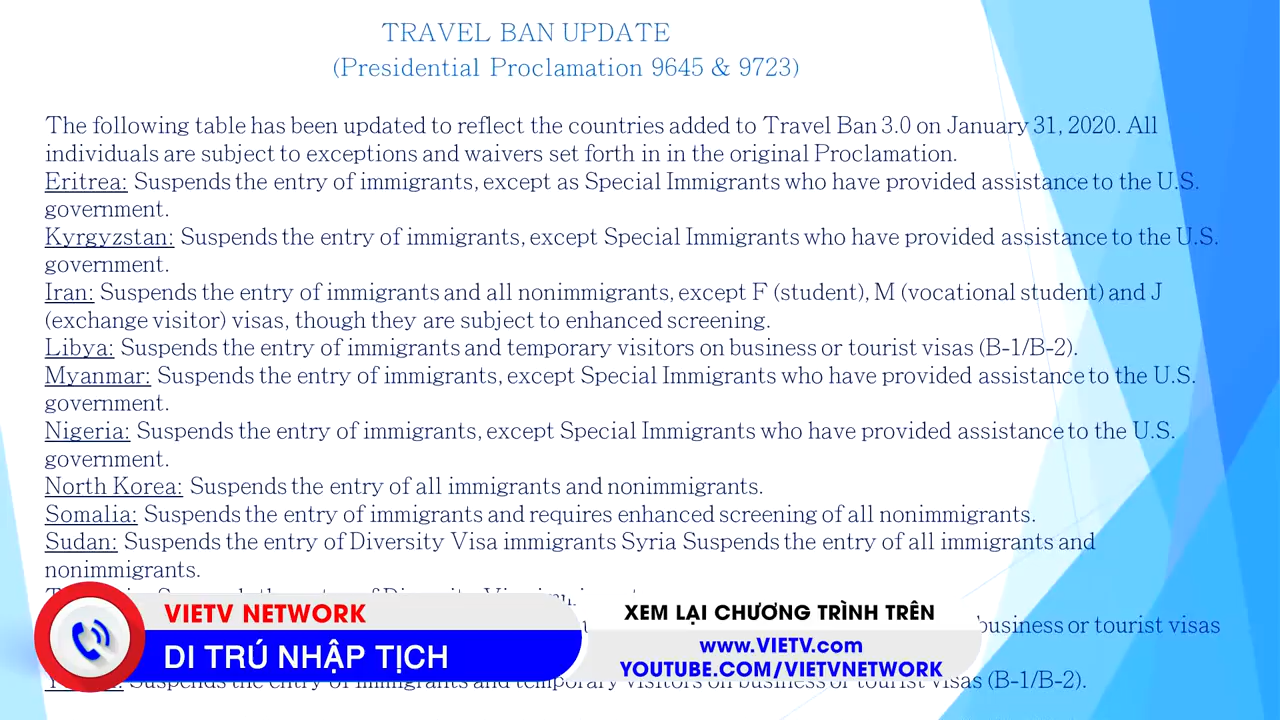 TRAVEL BAN UPDATE
(Presidential Proclamation 9645 & 9723)
The following table has been updated to reflect the countries added to Travel Ban 3.0 on January 31, 2020. All
individuals are subject to exceptions and waivers set forth in in the original Proclamation.
Eritrea: Suspends the entry of immigrants, except as Special Immigrants who have provided assistance to the U.S.
government.
Kyrgyzstan: Suspends the entry of immigrants, except Special Immigrants who have provided assistance to the U.S.
government.
Iran: Suspends the entry of immigrants and all nonimmigrants, except F (student), M (vocational student) and J
(exchange visitor) visas, though they are subject to enhanced screening.
Libya: Suspends the entry of immigrants and temporary visitors on business or tourist visas (B-1/B-2).
Myanmar: Suspends the entry of immigrants, except Special Immigrants who have provided assistance to the U.S.
government.
Nigeria: Suspends the entry of immigrants, except Special Immigrants who have provided assistance to the U.S.
government.
North Korea: Suspends the entry of all immigrants and nonimmigrants.
Somalia: Suspends the entry of immigrants and requires enhanced screening of all nonimmigrants.
Sudan: Suspends the entry of Diversity Visa immigrants Syria Suspends the entry of all immigrants and
nonimmigrants.
business or tourist visas
Suspends the entry of immigrants and temporary visitors on business or tourist visas (B-1/B-2).
VIETV NETWORK
DI TRÚ NHẬP TỊCH
XEM LẠI CHƯƠNG TRÌNH TRÊN
www.VIETV.com
YOUTUBE.COM/VIETVNETWORK